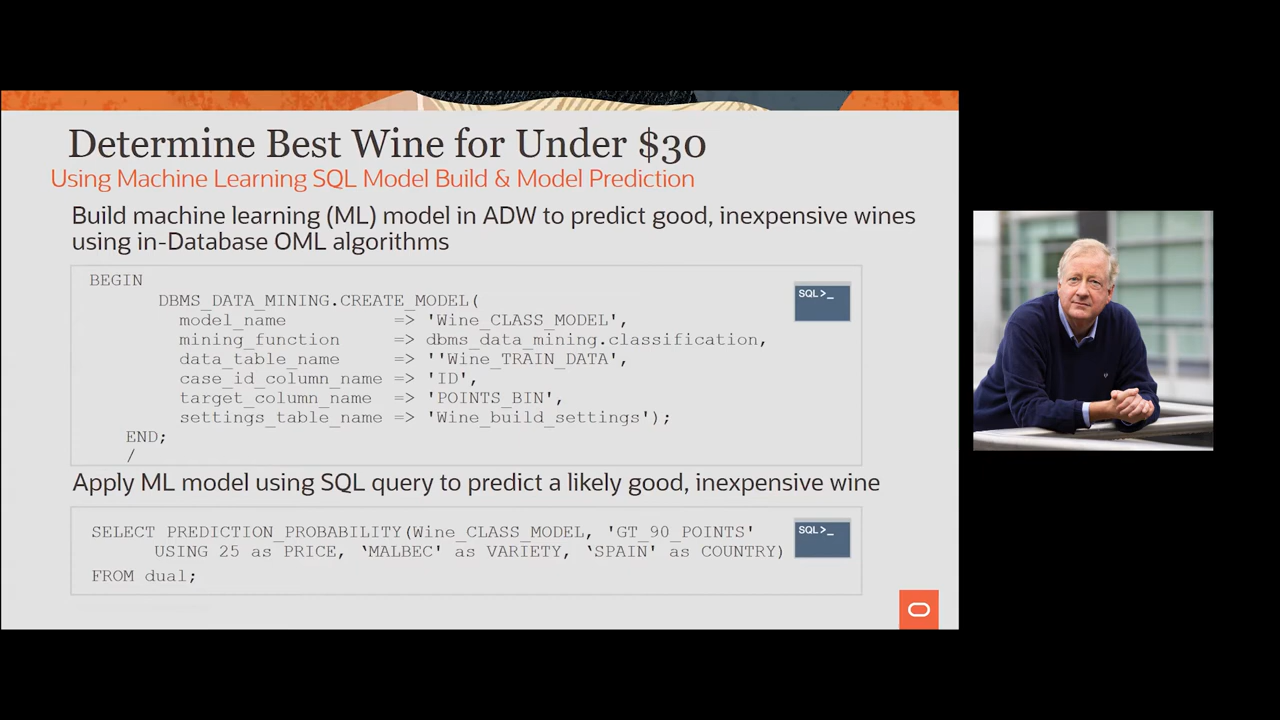 Determine Best Wine for Under $30
Using Machine Learning SQL Model Build & Model Prediction
Build machine learning (ML) model in ADW to predict good, inexpensive wines
using in-Database OML algorithms
BEGIN
DBMS_DATA_MINING.CREATE_MODEL(
model_name => 'Wine_CLASS_MODEL',
mining_function => dbms_data_mining.classification,
data_table_name => ''Wine_TRAIN_DATA',
case_id_column_name => 'ID',
target_column_name => 'POINTS_BIN',
settings_table_name => 'Wine_build_settings');
END;
/
SQL >_
Apply ML model using SQL query to predict a likely good, inexpensive wine
SELECT PREDICTION_PROBABILITY(Wine_CLASS_MODEL, 'GT_90_POINTS'
USING 25 as PRICE, ‘MALBEC' as VARIETY, ‘SPAIN' as COUNTRY)
FROM dual;
SQL >_